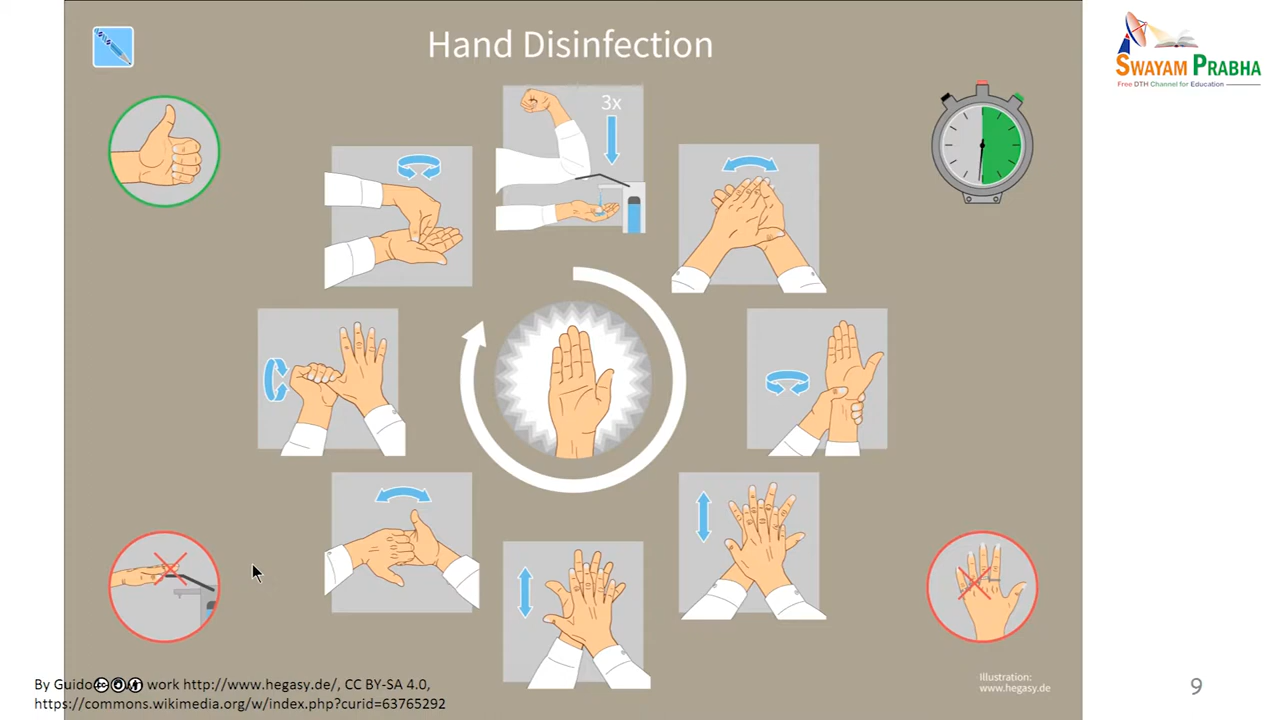 Hand Disinfection
SWAYAM PRABHA
Free DTH Channel for Education
3x
Illustration:
www.hegasy.de
By Guido work http://www.hegasy.de/, CC BY-SA 4.0,
https://commons.wikimedia.org/w/index.php?curid=63765292
9